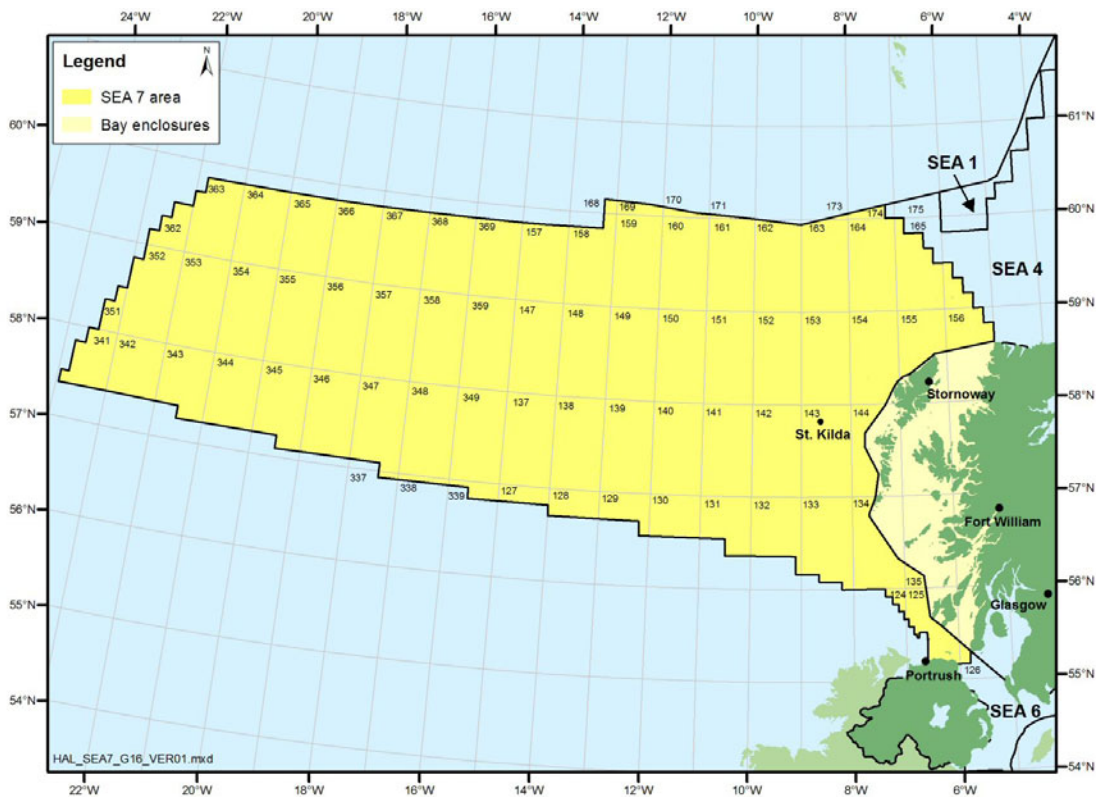 24°W 22°W 20°W 18°W 16°W 14°W 12°W 10°W 8°W 6°W 4°W
Legend
N
SEA 7 area
Bay enclosures
60°N
61°N
SEA 1
363 364 365 366 367 368 369 157 158 168 169 170 171 173 174 175
159 160 161 162 163 164 165
59°N
60°N
362
352 353 354 355 356 357 358 359 147 148 149 150 151 152 153 154 155 156
SEA 4
58°N
59°N
351
341 342 343 344 345 346 347 348 349 137 138 139 140 141 142 143 144
Stornoway
St. Kilda
57°N
58°N
337 338 339 127 128 129 130 131 132 133 134
56°N
57°N
Fort William
135
124 125
55°N
56°N
Glasgow
126
Portrush
54°N
55°N
SEA 6
HAL_SEA7_G16_VER01.mxd
54°N
22°W 20°W 18°W 16°W 14°W 12°W 10°W 8°W 6°W